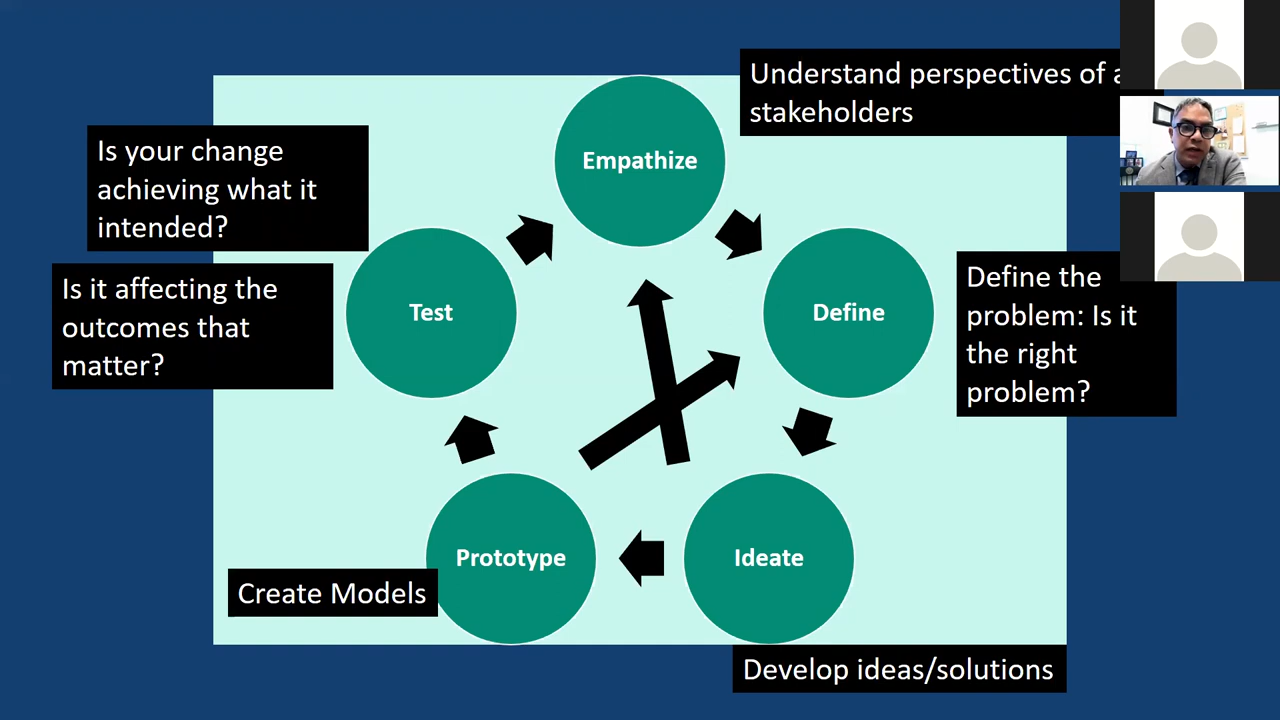 Understand perspectives of
stakeholders
Empathize
Is your change
achieving what it
intended?
Is it affecting the
outcomes that
matter?
Test
Define
Define the
problem: Is it
the right
problem?
Prototype
Ideate
Create Models
Develop ideas/solutions